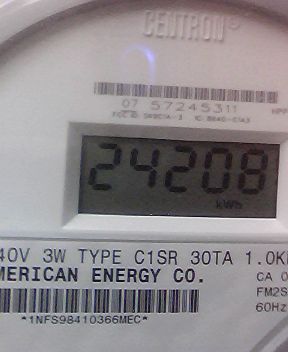 CENTRON®
07 57245311
24208
kWh
40V 3W TYPE C1SR 30TA 1.0K
MERICAN ENERGY CO.
CA 0
FM2S
60Hz
*1NFS98410366MEC*